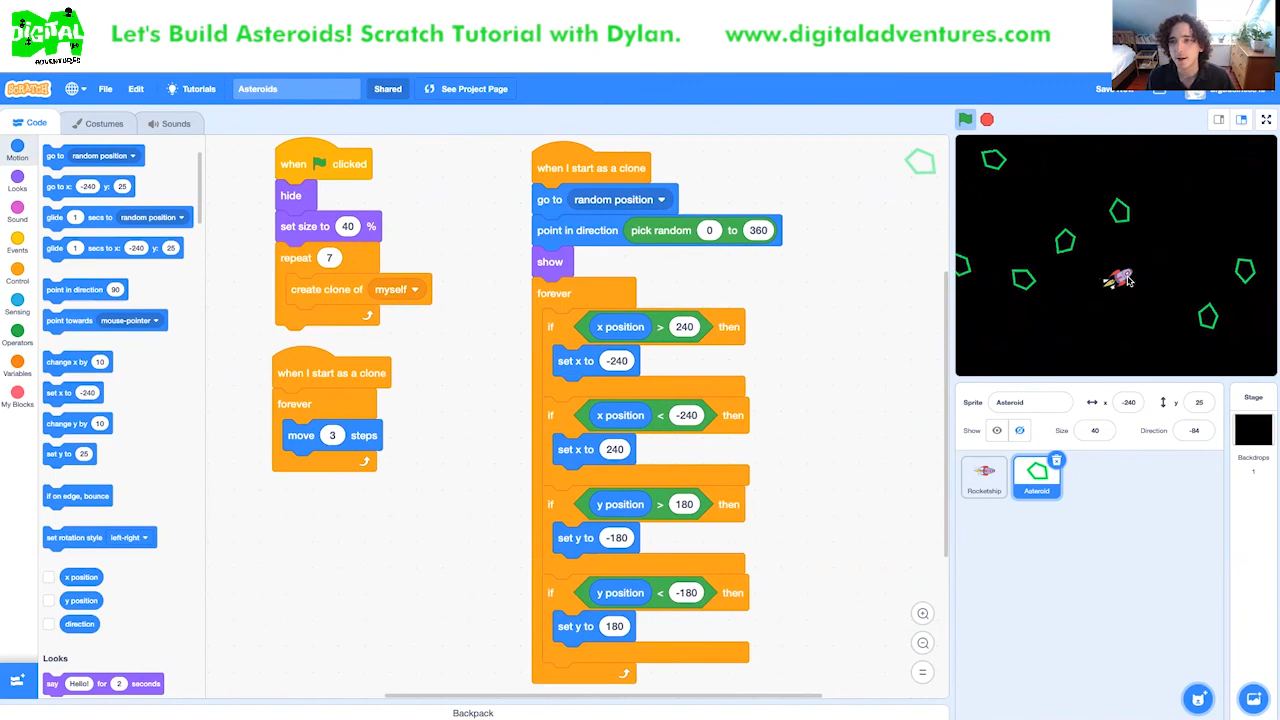 DIGITAL
ADVENTURES
Let's Build Asteroids! Scratch Tutorial with Dylan. www.digitaladventures.com
SCRATCH
File
Edit
Tutorials
Asteroids
Shared
See Project Page
Code
Costumes
Sounds
Motion
Looks
Sound
Events
Control
Sensing
Operators
Variables
My Blocks
go to random position
go to x: -240 y: 25
glide 1 secs to random position
glide 1 secs to x: -240 y: 25
point in direction 90
point towards mouse-pointer
change x by 10
set x to -240
change y by 10
set y to 25
if on edge, bounce
set rotation style left-right
x position
y position
direction
Looks
say Hello! for 2 seconds
when clicked
hide
set size to 40 %
repeat 7
create clone of myself
when I start as a clone
forever
move 3 steps
when I start as a clone
go to random position
point in direction pick random 0 to 360
show
forever
if x position > 240 then
set x to -240
if x position < -240 then
set x to 240
if y position > 180 then
set y to -180
if y position < -180 then
set y to 180
Backpack
Sprite Asteroid x -240 y 25
Show Size 40 Direction -84
Rocketship
Asteroid
Stage
Backdrops
1